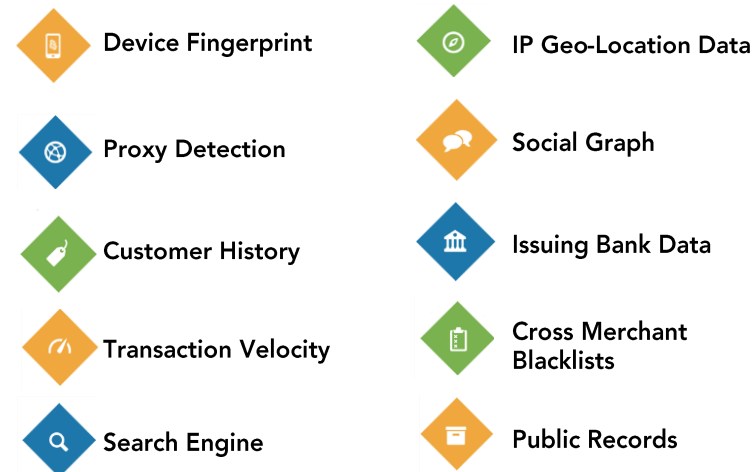 Device Fingerprint
Proxy Detection
Customer History
Transaction Velocity
Search Engine
IP Geo-Location Data
Social Graph
Issuing Bank Data
Cross Merchant
Blacklists
Public Records